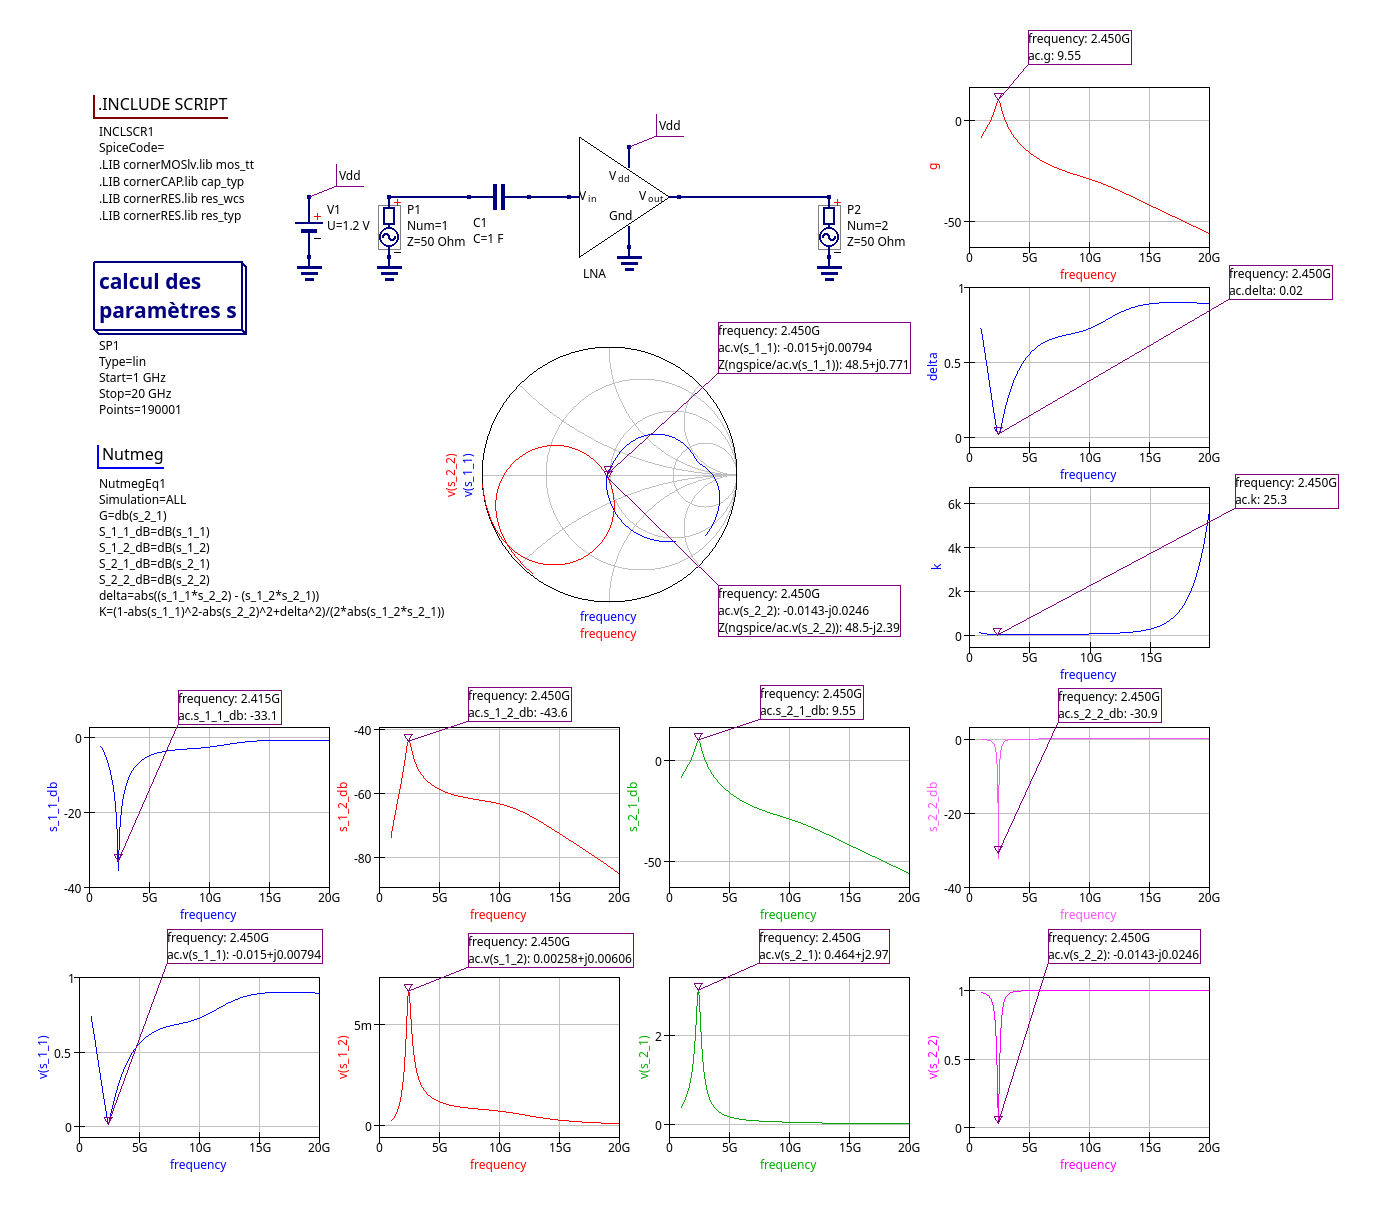 .INCLUDE SCRIPT
INCLSCR1
SpiceCode=
.LIB cornerMOSlv.lib mos_tt
.LIB cornerCAP.lib cap_typ
.LIB cornerRES.lib res_wcs
.LIB cornerRES.lib res_typ
Vdd
V1
U=1.2 V
P1
Num=1
Z=50 Ohm
C1
C=1 F
Vdd
Vdd
Vin
Vout
Gnd
LNA
P2
Num=2
Z=50 Ohm
calcul des
paramètres s
SP1
Type=lin
Start=1 GHz
Stop=20 GHz
Points=190001
Nutmeg
NutmegEq1
Simulation=ALL
G=db(s_2_1)
S_1_1_dB=dB(s_1_1)
S_1_2_dB=dB(s_1_2)
S_2_1_dB=dB(s_2_1)
S_2_2_dB=dB(s_2_2)
delta=abs((s_1_1*s_2_2) - (s_1_2*s_2_1))
K=(1-abs(s_1_1)^2-abs(s_2_2)^2+delta^2)/(2*abs(s_1_2*s_2_1))
frequency: 2.450G
ac.v(s_1_1): -0.015+j0.00794
Z(ngspice/ac.v(s_1_1)): 48.5+j0.771
v(s_2_2)
v(s_1_1)
frequency: 2.450G
ac.v(s_2_2): -0.0143-j0.0246
Z(ngspice/ac.v(s_2_2)): 48.5-j2.39
frequency
frequency
frequency: 2.450G
ac.g: 9.55
g
0
-50
0 5G 10G 15G 20G
frequency
frequency: 2.450G
ac.delta: 0.02
delta
1
0.5
0
0 5G 10G 15G 20G
frequency
frequency: 2.450G
ac.k: 25.3
k
6k
4k
2k
0
0 5G 10G 15G
frequency
frequency: 2.415G
ac.s_1_1_db: -33.1
s_1_1_db
0
-20
-40
0 5G 10G 15G 20G
frequency
frequency: 2.450G
ac.s_1_2_db: -43.6
s_1_2_db
-40
-60
-80
0 5G 10G 15G 20G
frequency
frequency: 2.450G
ac.s_2_1_db: 9.55
s_2_1_db
0
-50
0 5G 10G 15G 20G
frequency
frequency: 2.450G
ac.s_2_2_db: -30.9
s_2_2_db
0
-20
-40
0 5G 10G 15G 20G
frequency
frequency: 2.450G
ac.v(s_1_1): -0.015+j0.00794
v(s_1_1)
1
0.5
0
0 5G 10G 15G 20G
frequency
frequency: 2.450G
ac.v(s_1_2): 0.00258+j0.00606
v(s_1_2)
5m
0
0 5G 10G 15G 20G
frequency
frequency: 2.450G
ac.v(s_2_1): 0.464+j2.97
v(s_2_1)
2
0
0 5G 10G 15G 20G
frequency
frequency: 2.450G
ac.v(s_2_2): -0.0143-j0.0246
v(s_2_2)
1
0.5
0
0 5G 10G 15G 20G
frequency